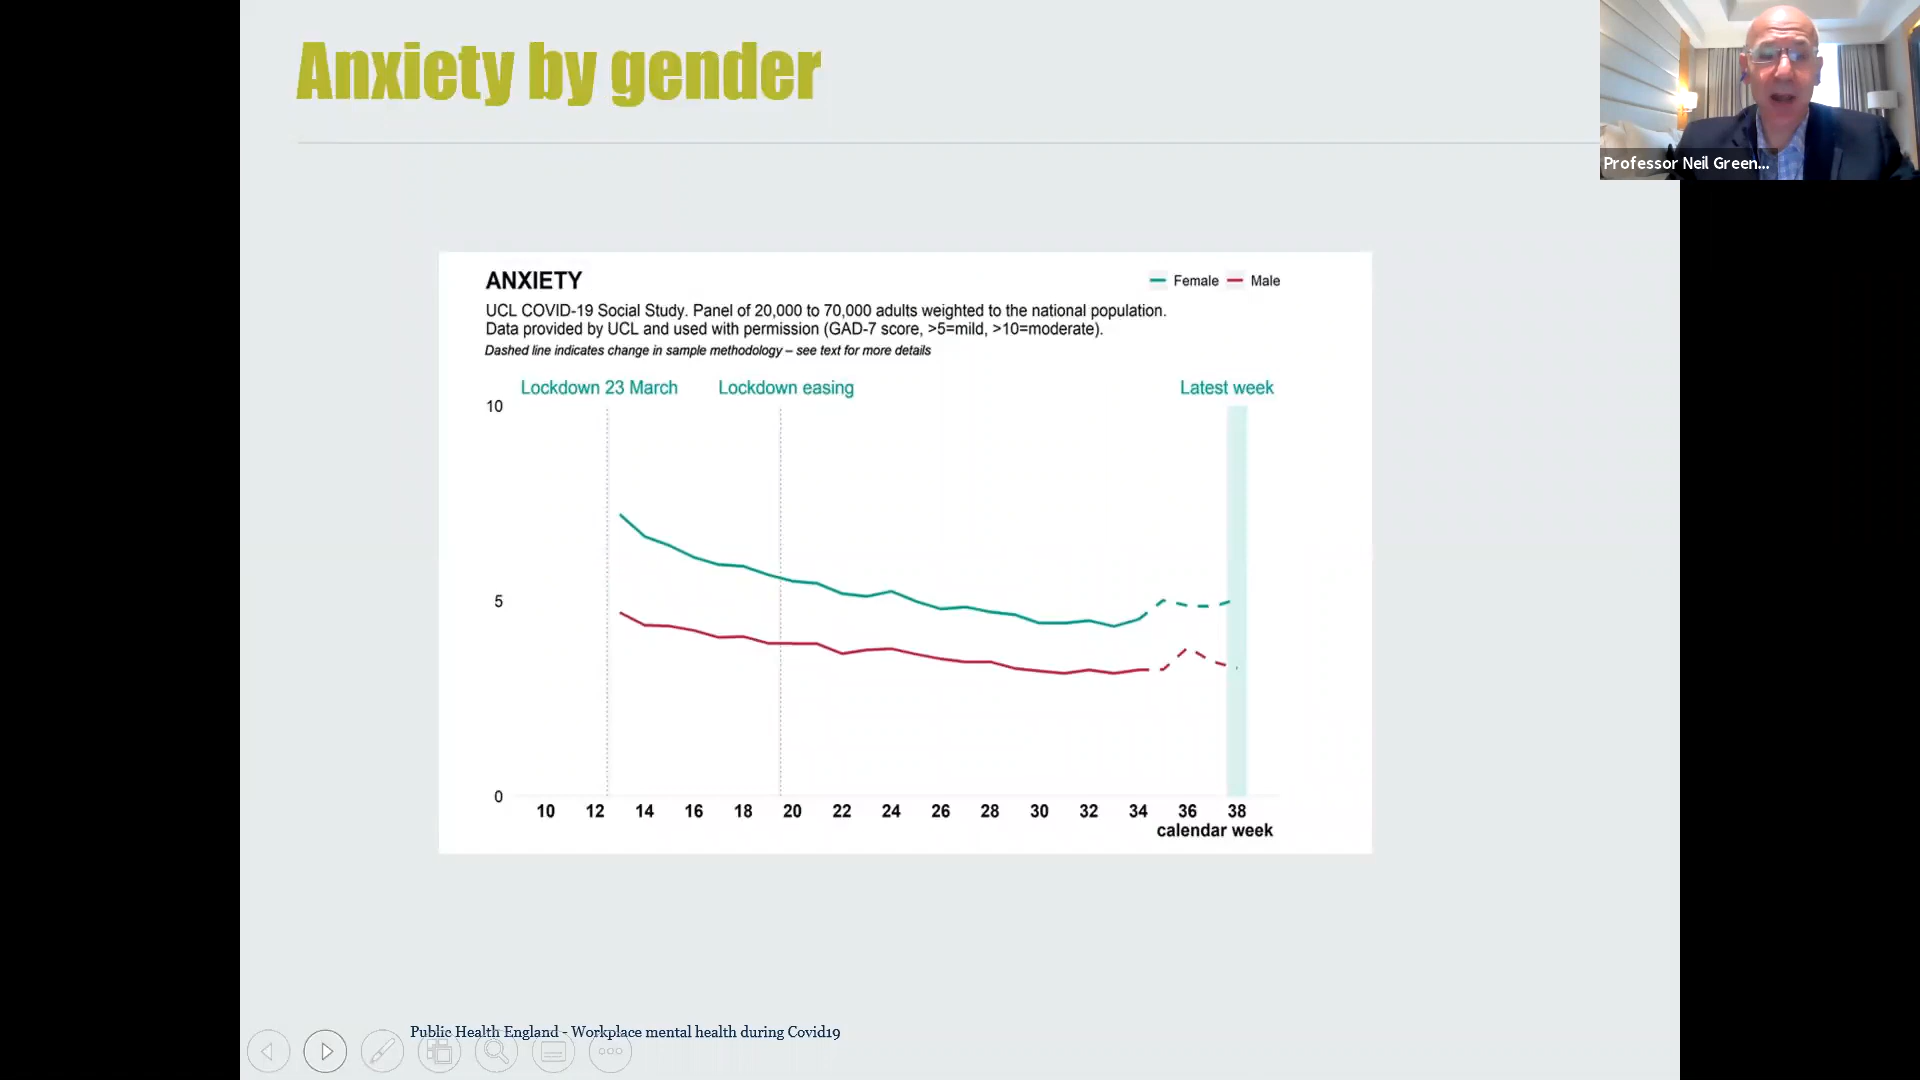 Anxiety by gender
Professor Neil Green...
ANXIETY
Female Male
UCL COVID-19 Social Study. Panel of 20,000 to 70,000 adults weighted to the national population.
Data provided by UCL and used with permission (GAD-7 score, >5=mild, >10=moderate).
Dashed line indicates change in sample methodology – see text for more details
Lockdown 23 March Lockdown easing Latest week
10
5
0
10 12 14 16 18 20 22 24 26 28 30 32 34 36 38
calendar week
Public Health England - Workplace mental health during Covid19